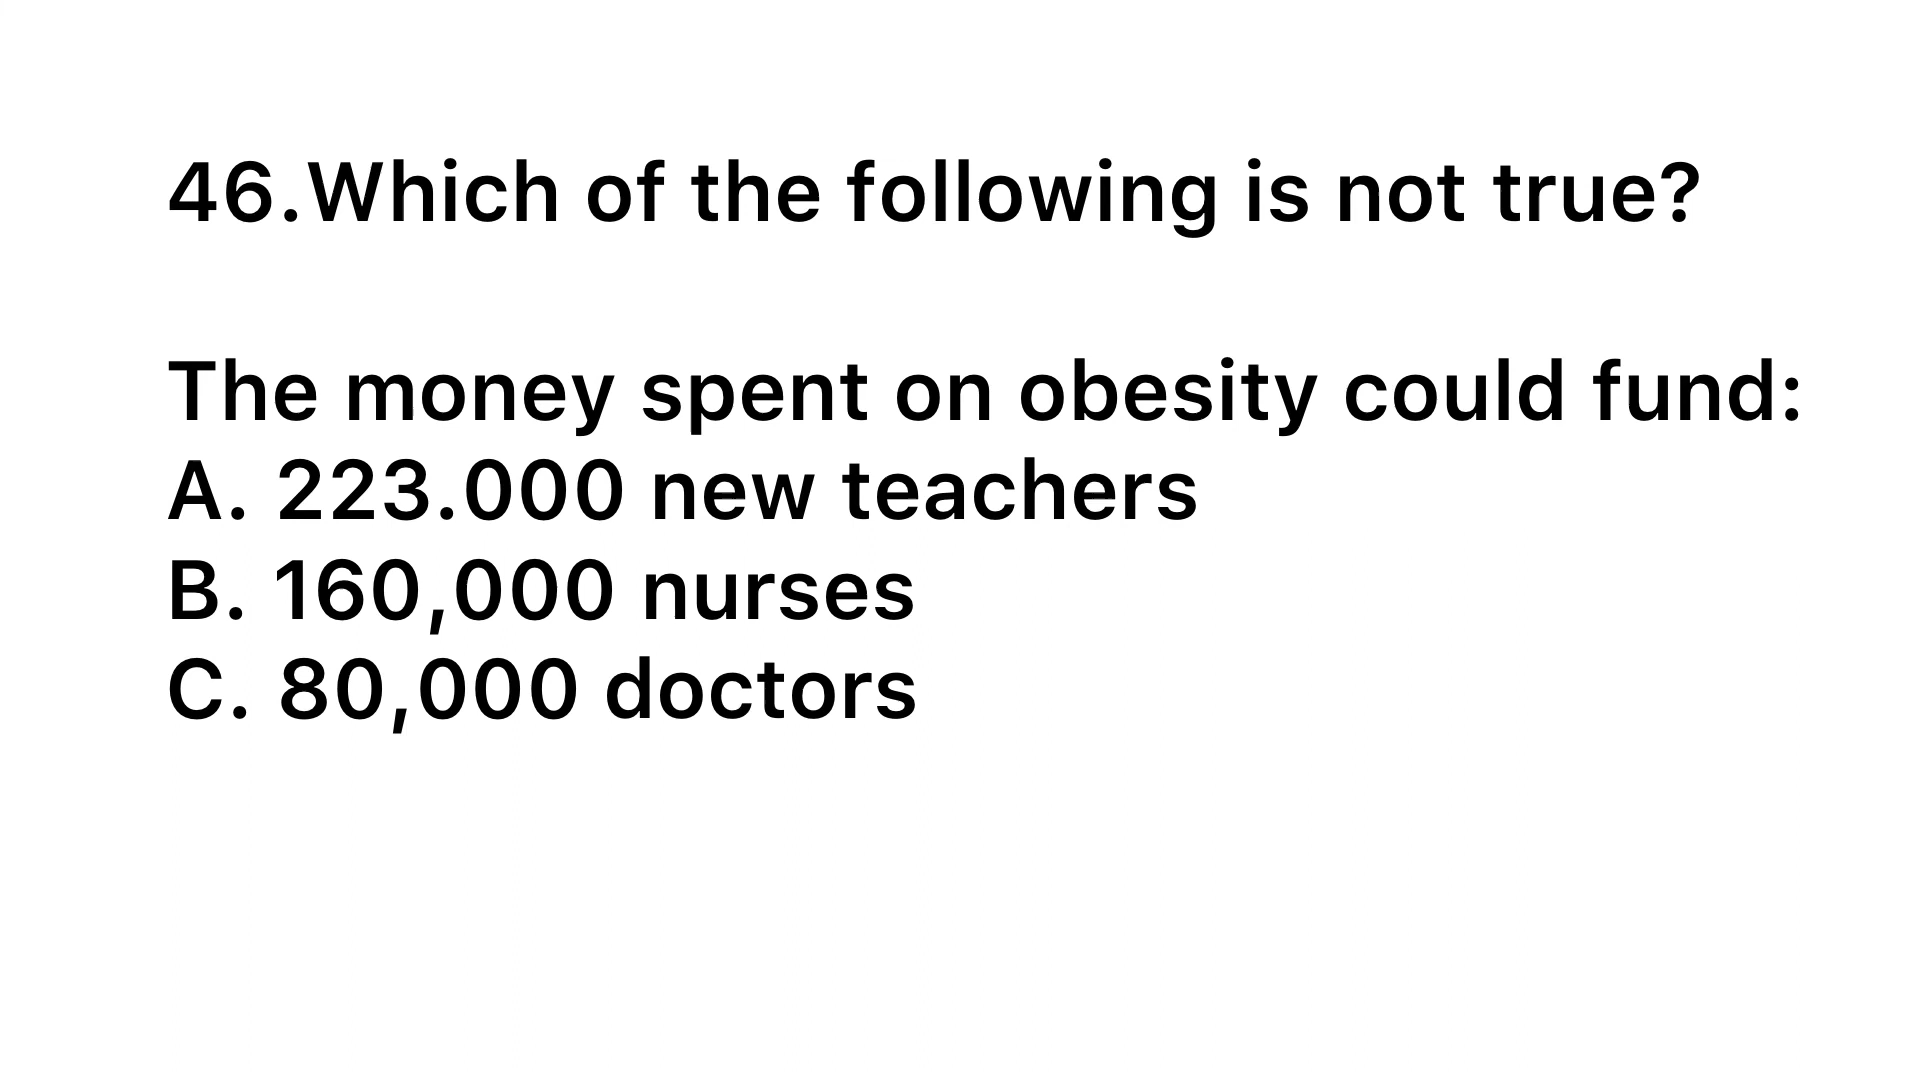 46.Which of the following is not true?
The money spent on obesity could fund:
A. 223.000 new teachers
B. 160,000 nurses
C. 80,000 doctors